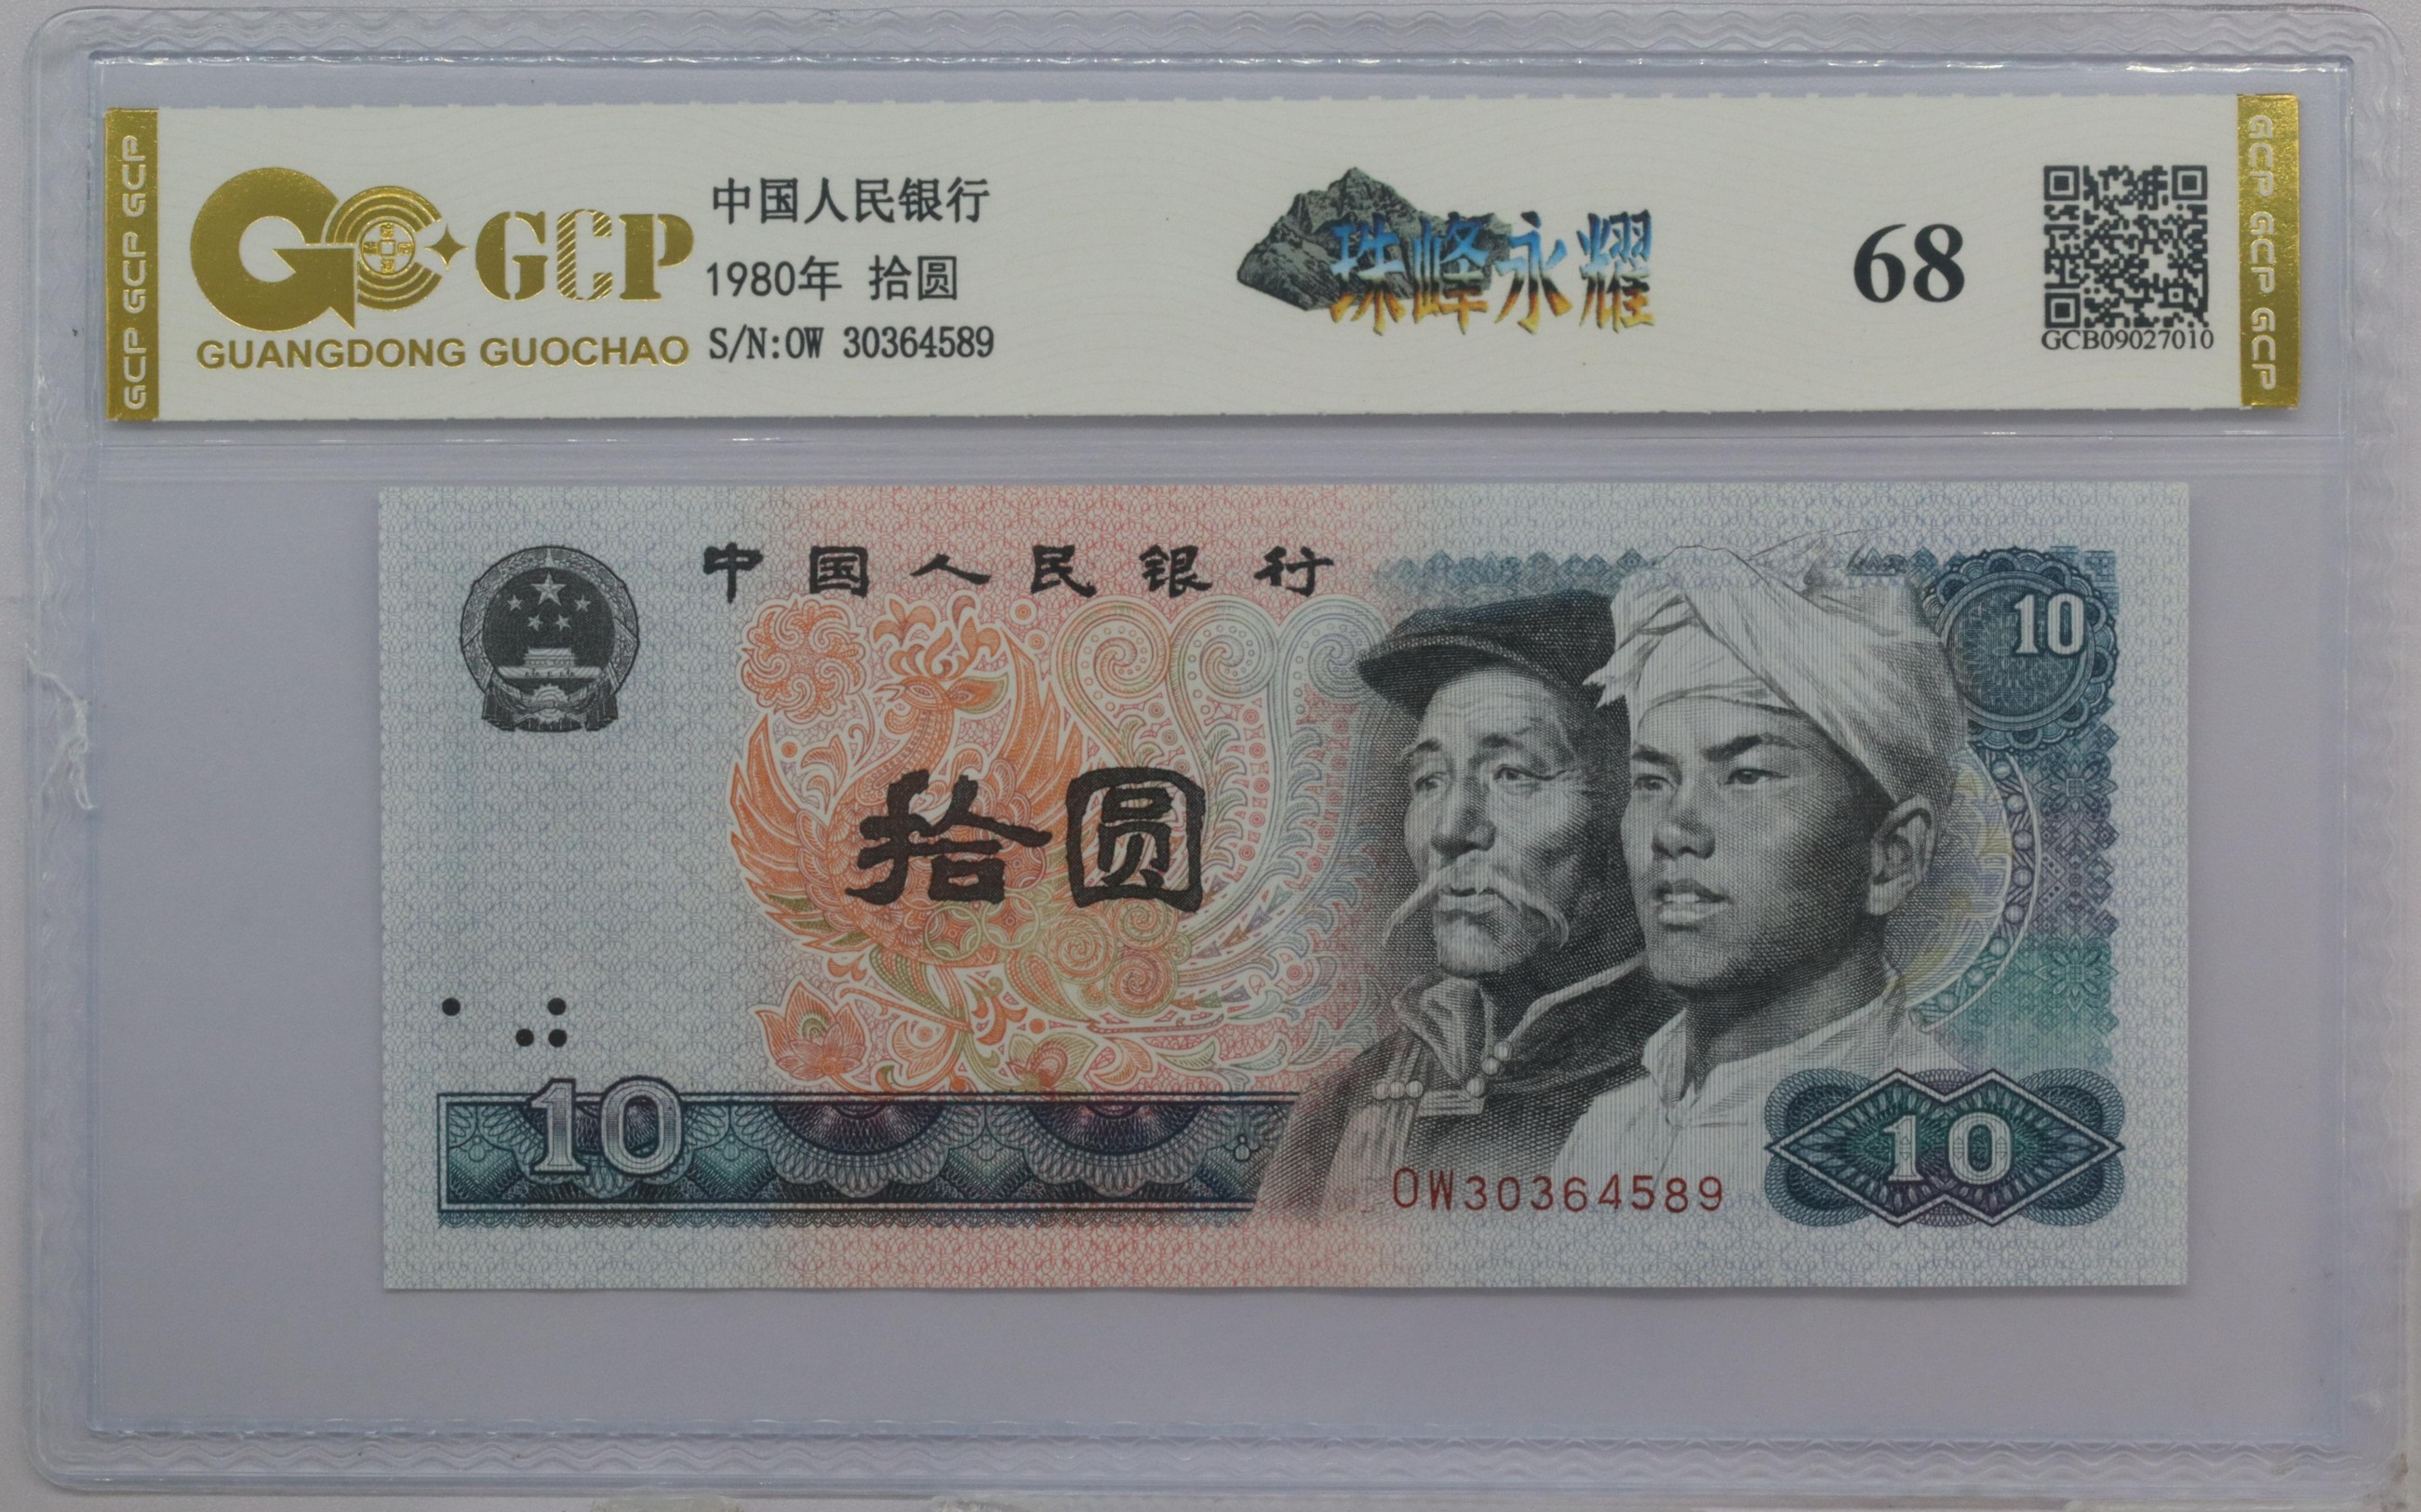 GCP GCP GCP
GCP
GUANGDONG GUOCHAO
中国人民银行
1980年 拾圆
S/N:OW 30364589
珠峰永耀
68
GCB09027010
GCP GCP GCP
中国人民银行
10
拾圆
10
OW30364589
10